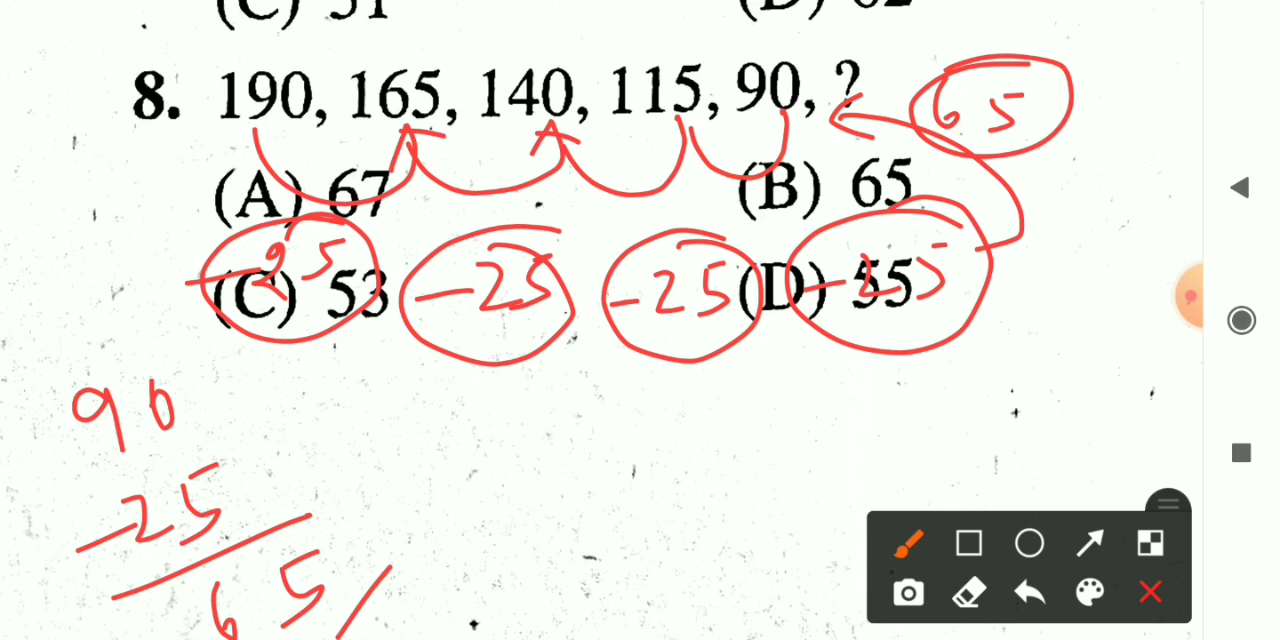 (C) 51 (D) 62
8. 190, 165, 140, 115, 90, ? 65
(A) 67 (B) 65
(C) 53 (D) 55
-25 -25 -25 -25
90
-25
65/